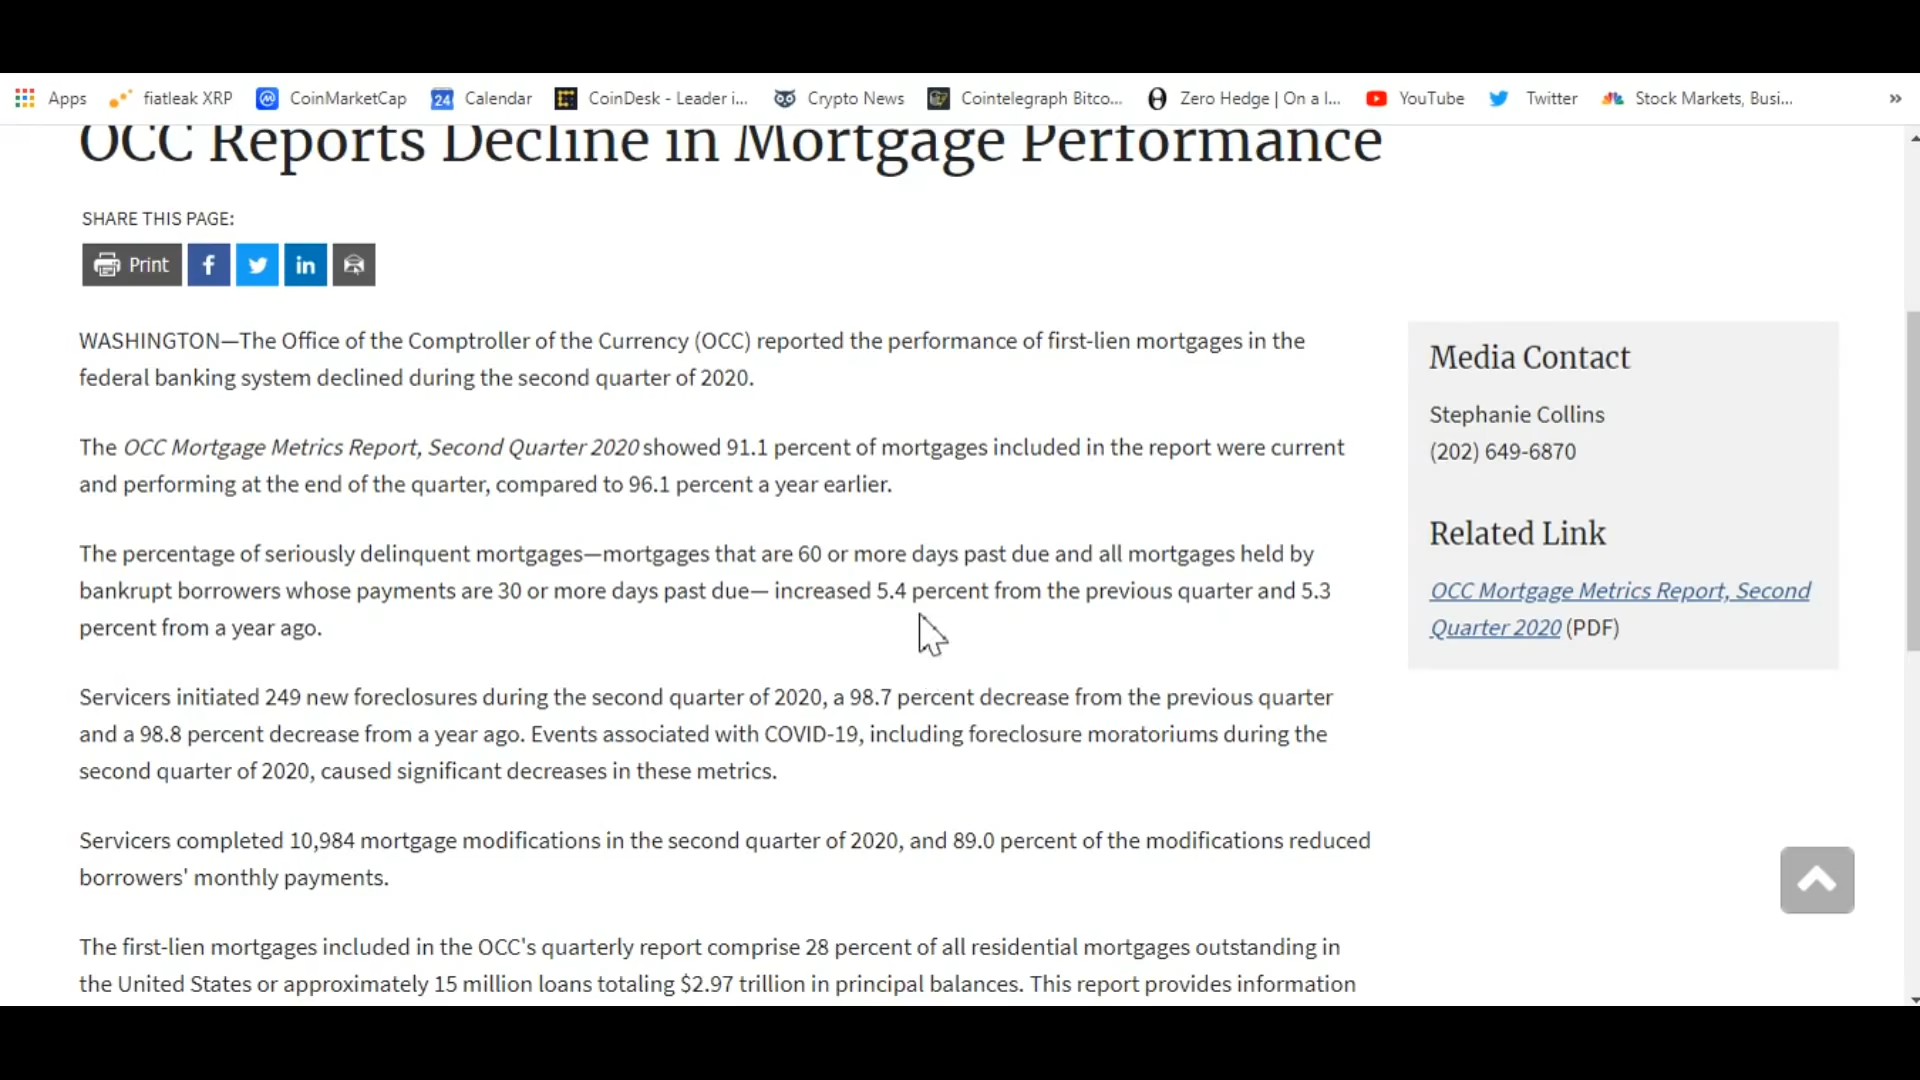 Apps fiatleak XRP CoinMarketCap 24 Calendar CoinDesk - Leader i... Crypto News Cointelegraph Bitco... Zero Hedge | On a l... YouTube Twitter Stock Markets, Busi... »
OCC Reports Decline in Mortgage Performance
SHARE THIS PAGE:
Print f in
WASHINGTON—The Office of the Comptroller of the Currency (OCC) reported the performance of first-lien mortgages in the
federal banking system declined during the second quarter of 2020.
The OCC Mortgage Metrics Report, Second Quarter 2020 showed 91.1 percent of mortgages included in the report were current
and performing at the end of the quarter, compared to 96.1 percent a year earlier.
The percentage of seriously delinquent mortgages—mortgages that are 60 or more days past due and all mortgages held by
bankrupt borrowers whose payments are 30 or more days past due— increased 5.4 percent from the previous quarter and 5.3
percent from a year ago.
Servicers initiated 249 new foreclosures during the second quarter of 2020, a 98.7 percent decrease from the previous quarter
and a 98.8 percent decrease from a year ago. Events associated with COVID-19, including foreclosure moratoriums during the
second quarter of 2020, caused significant decreases in these metrics.
Servicers completed 10,984 mortgage modifications in the second quarter of 2020, and 89.0 percent of the modifications reduced
borrowers' monthly payments.
The first-lien mortgages included in the OCC's quarterly report comprise 28 percent of all residential mortgages outstanding in
the United States or approximately 15 million loans totaling $2.97 trillion in principal balances. This report provides information
Media Contact
Stephanie Collins
(202) 649-6870
Related Link
OCC Mortgage Metrics Report, Second
Quarter 2020 (PDF)